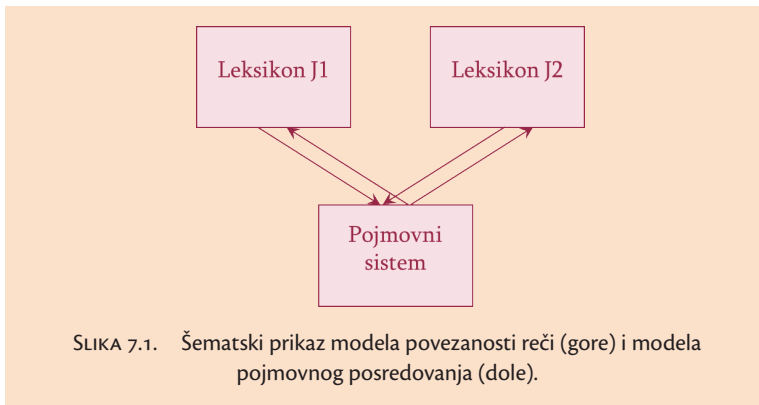 Leksikon J1
Leksikon J2
Pojmovni
sistem
Slika 7.1. Šematski prikaz modela povezanosti reči (gore) i modela
pojmovnog posredovanja (dole).